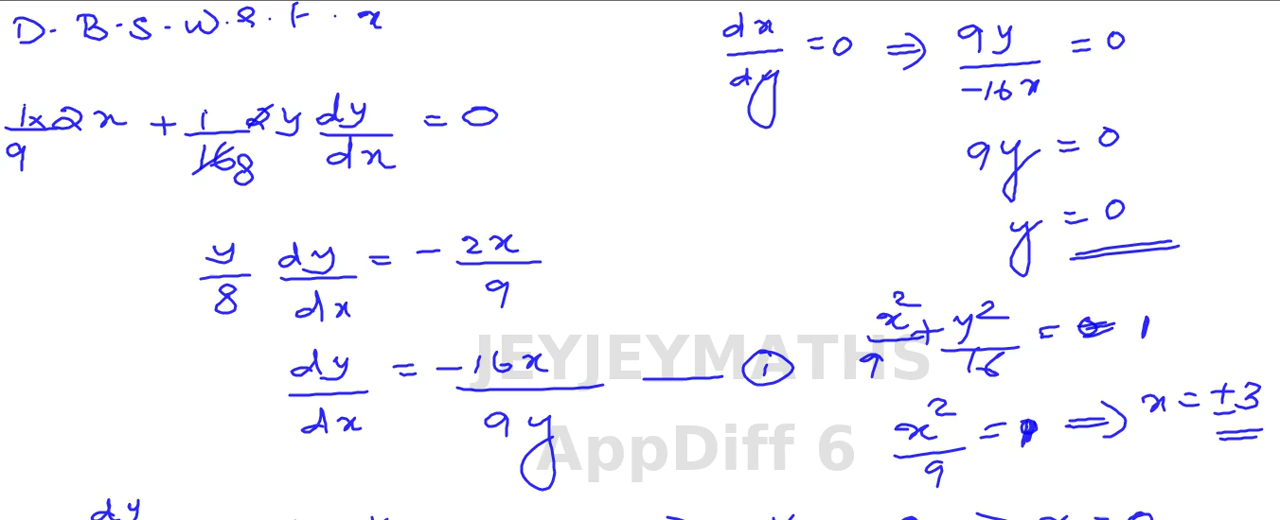 D.B.S.w.r.t.x
1/9 × 2x + 1/16 8 2y dy/dx = 0
y/8 dy/dx = - 2x/9
dy/dx = -16x/9y —— ①
dx/dy = 0 ⇒ 9y/-16x = 0
9y = 0
y = 0
x²/9 + y²/16 = 1
x²/9 = 1 ⇒ x = ±3
JEYJEYMATHS
AppDiff 6
dy